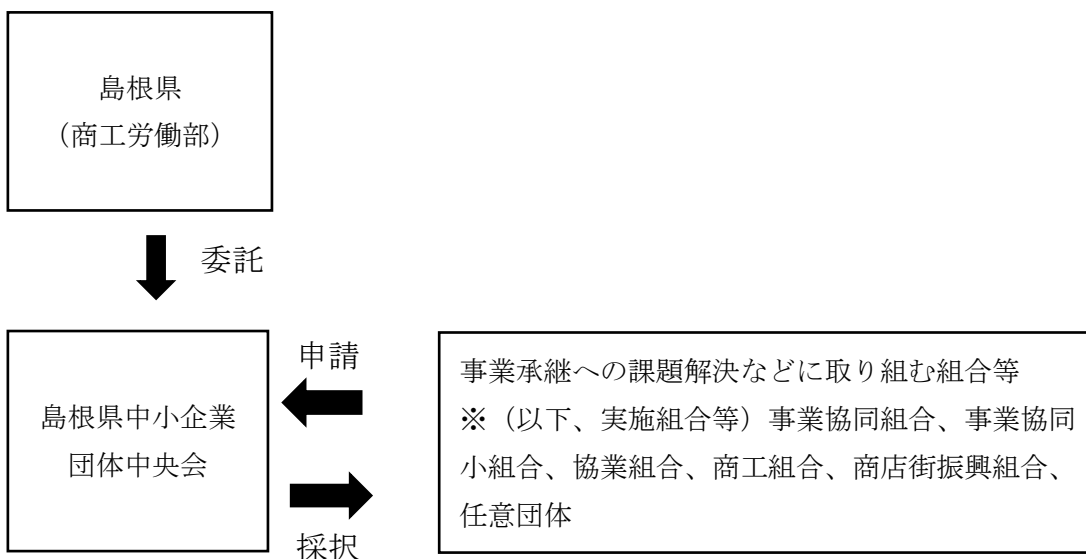 島根県
（商工労働部）
委託
島根県中小企業
団体中央会
申請
採択
事業承継への課題解決などに取り組む組合等
※（以下、実施組合等）事業協同組合、事業協同
小組合、協業組合、商工組合、商店街振興組合、
任意団体